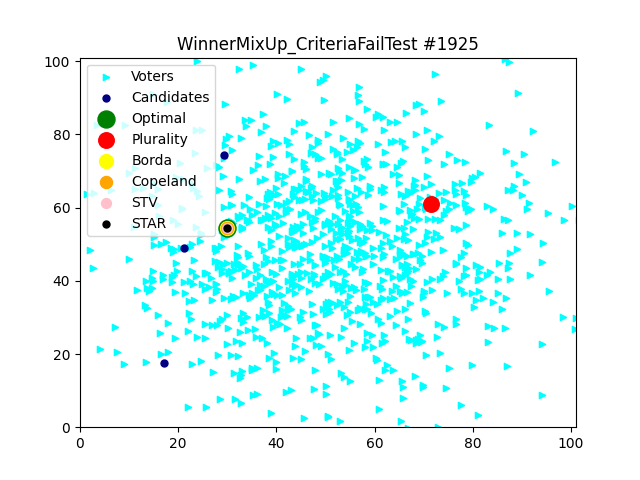 WinnerMixUp_CriteriaFailTest #1925
Voters
Candidates
Optimal
Plurality
Borda
Copeland
STV
STAR
100
80
60
40
20
0
0 20 40 60 80 100